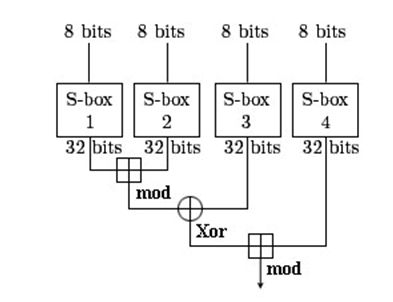 8 bits 8 bits 8 bits 8 bits
S-box S-box S-box S-box
1 2 3 4
32 bits 32 bits 32 bits 32 bits
mod
Xor
mod